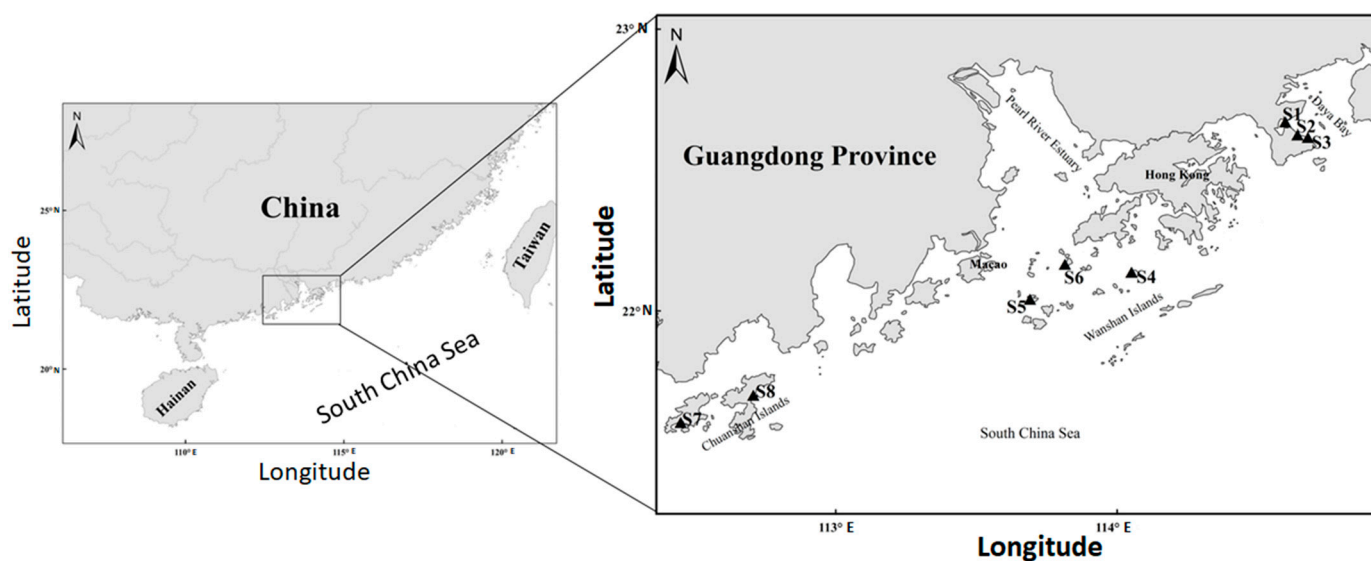 N
China
25°N
20°N
Latitude
Taiwan
Hainan
South China Sea
110°E
115°E
120°E
Longitude
23°N
N
Guangdong Province
Pearl River Estuary
Daya Bay
S1
S2
S3
Hong Kong
Latitude
Macao
S6
S4
22°N
S5
Wanshan Islands
S8
S7
Chuanshan Islands
South China Sea
113° E
114° E
Longitude